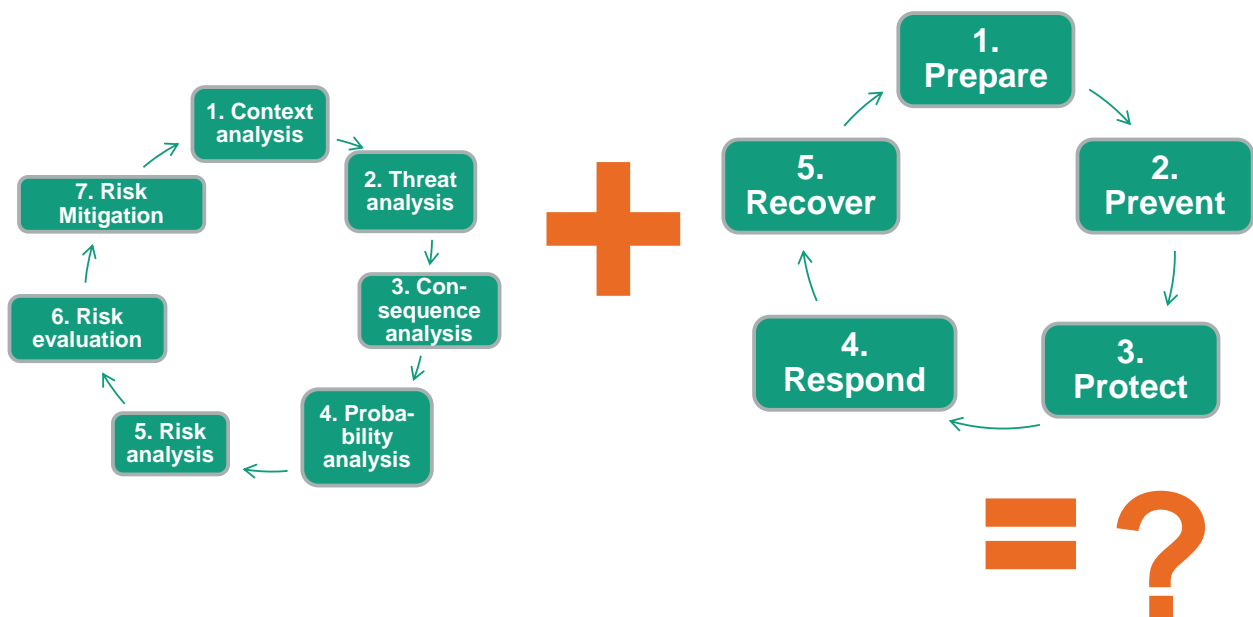 1. Context
analysis
2. Threat
analysis
3. Con-
sequence
analysis
4. Proba-
bility
analysis
5. Risk
analysis
6. Risk
evaluation
7. Risk
Mitigation
+
1.
Prepare
2.
Prevent
3.
Protect
4.
Respond
5.
Recover
= ?